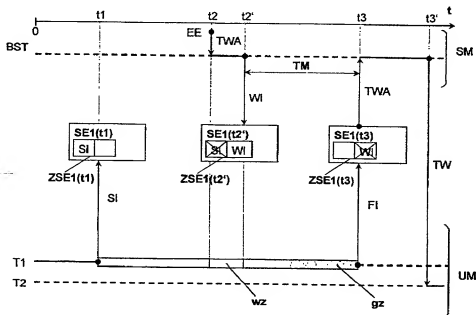 0 t1 t2 t2' t3 t3' t
EE
TWA
BST
SM
TM
WI
TWA
SE1(t1) SE1(t2') SE1(t3)
SI SI WI WI
ZSE1(t1) ZSE1(t2') ZSE1(t3)
TW
SI FI
T1
UM
T2
wz gz